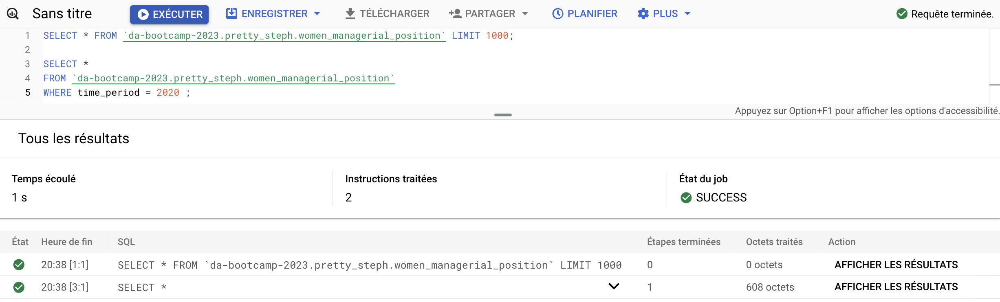 Sans titre EXÉCUTER ENREGISTRER TÉLÉCHARGER PARTAGER PLANIFIER PLUS Requête terminée.
1 SELECT * FROM `da-bootcamp-2023.pretty_steph.women_managerial_position` LIMIT 1000;
2
3 SELECT *
4 FROM `da-bootcamp-2023.pretty_steph.women_managerial_position`
5 WHERE time_period = 2020 ;
Appuyez sur Option+F1 pour afficher les options d'accessibilité.
Tous les résultats
Temps écoulé Instructions traitées État du job
1 s 2 SUCCESS
État Heure de fin SQL Étapes terminées Octets traités Action
20:38 [1:1] SELECT * FROM `da-bootcamp-2023.pretty_steph.women_managerial_position` LIMIT 1000 0 0 octets AFFICHER LES RÉSULTATS
20:38 [3:1] SELECT * 1 608 octets AFFICHER LES RÉSULTATS